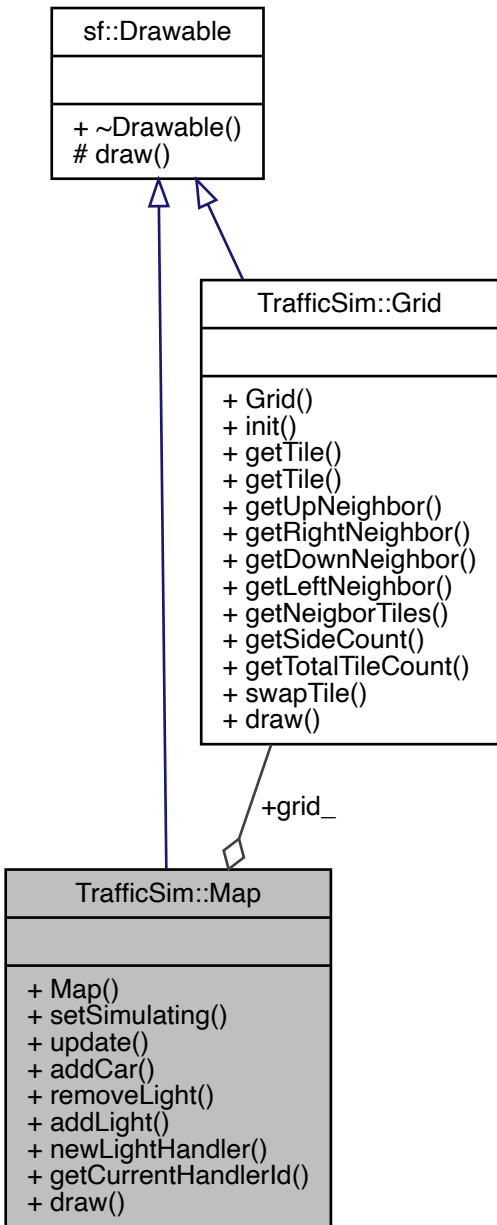 sf::Drawable
+ ~Drawable()
# draw()
TrafficSim::Grid
+ Grid()
+ init()
+ getTile()
+ getTile()
+ getUpNeighbor()
+ getRightNeighbor()
+ getDownNeighbor()
+ getLeftNeighbor()
+ getNeigborTiles()
+ getSideCount()
+ getTotalTileCount()
+ swapTile()
+ draw()
+grid_
TrafficSim::Map
+ Map()
+ setSimulating()
+ update()
+ addCar()
+ removeLight()
+ addLight()
+ newLightHandler()
+ getCurrentHandlerId()
+ draw()